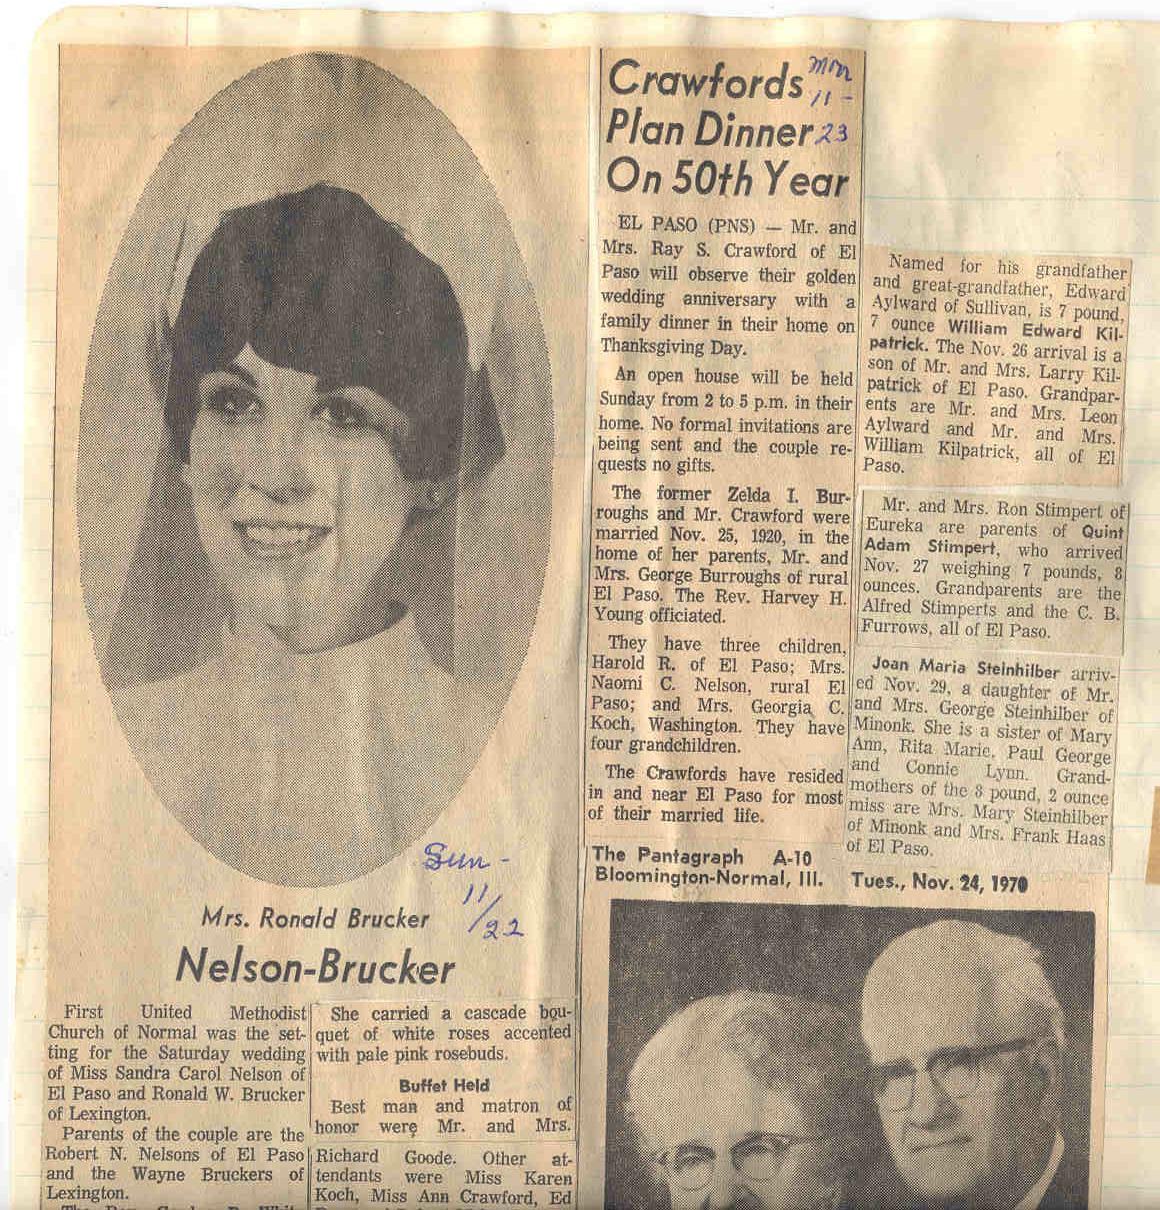 Mrs. Ronald Brucker
Sun-
11/22
Nelson-Brucker
First United Methodist
Church of Normal was the set-
ting for the Saturday wedding
of Miss Sandra Carol Nelson of
El Paso and Ronald W. Brucker
of Lexington.
Parents of the couple are the
Robert N. Nelsons of El Paso
and the Wayne Bruckers of
Lexington.
She carried a cascade bou-
quet of white roses accented
with pale pink rosebuds.
Buffet Held
Best man and matron of
honor were Mr. and Mrs.
Richard Goode. Other at-
tendants were Miss Karen
Koch, Miss Ann Crawford, Ed
Crawfords
Plan Dinner
On 50th Year
Mon
11-
23
EL PASO (PNS) — Mr. and
Mrs. Ray S. Crawford of El
Paso will observe their golden
wedding anniversary with a
family dinner in their home on
Thanksgiving Day.
An open house will be held
Sunday from 2 to 5 p.m. in their
home. No formal invitations are
being sent and the couple re-
quests no gifts.
The former Zelda I. Bur-
roughs and Mr. Crawford were
married Nov. 25, 1920, in the
home of her parents, Mr. and
Mrs. George Burroughs of rural
El Paso. The Rev. Harvey H.
Young officiated.
They have three children,
Harold R. of El Paso; Mrs.
Naomi C. Nelson, rural El
Paso; and Mrs. Georgia C.
Koch, Washington. They have
four grandchildren.
The Crawfords have resided
in and near El Paso for most
of their married life.
Named for his grandfather
and great-grandfather, Edward
Aylward of Sullivan, is 7 pound,
7 ounce William Edward Kil-
patrick. The Nov. 26 arrival is a
son of Mr. and Mrs. Larry Kil-
patrick of El Paso. Grandpar-
ents are Mr. and Mrs. Leon
Aylward and Mr. and Mrs.
William Kilpatrick, all of El
Paso.
Mr. and Mrs. Ron Stimpert of
Eureka are parents of Quint
Adam Stimpert, who arrived
Nov. 27 weighing 7 pounds, 8
ounces. Grandparents are the
Alfred Stimperts and the C. B.
Furrows, all of El Paso.
Joan Maria Steinhilber arriv-
ed Nov. 29, a daughter of Mr.
and Mrs. George Steinhilber of
Minonk. She is a sister of Mary
Ann, Rita Marie, Paul George
and Connie Lynn. Grand-
mothers of the 8 pound, 2 ounce
miss are Mrs. Mary Steinhilber
of Minonk and Mrs. Frank Haas
of El Paso.
The Pantagraph A-10
Bloomington-Normal, Ill. Tues., Nov. 24, 1970